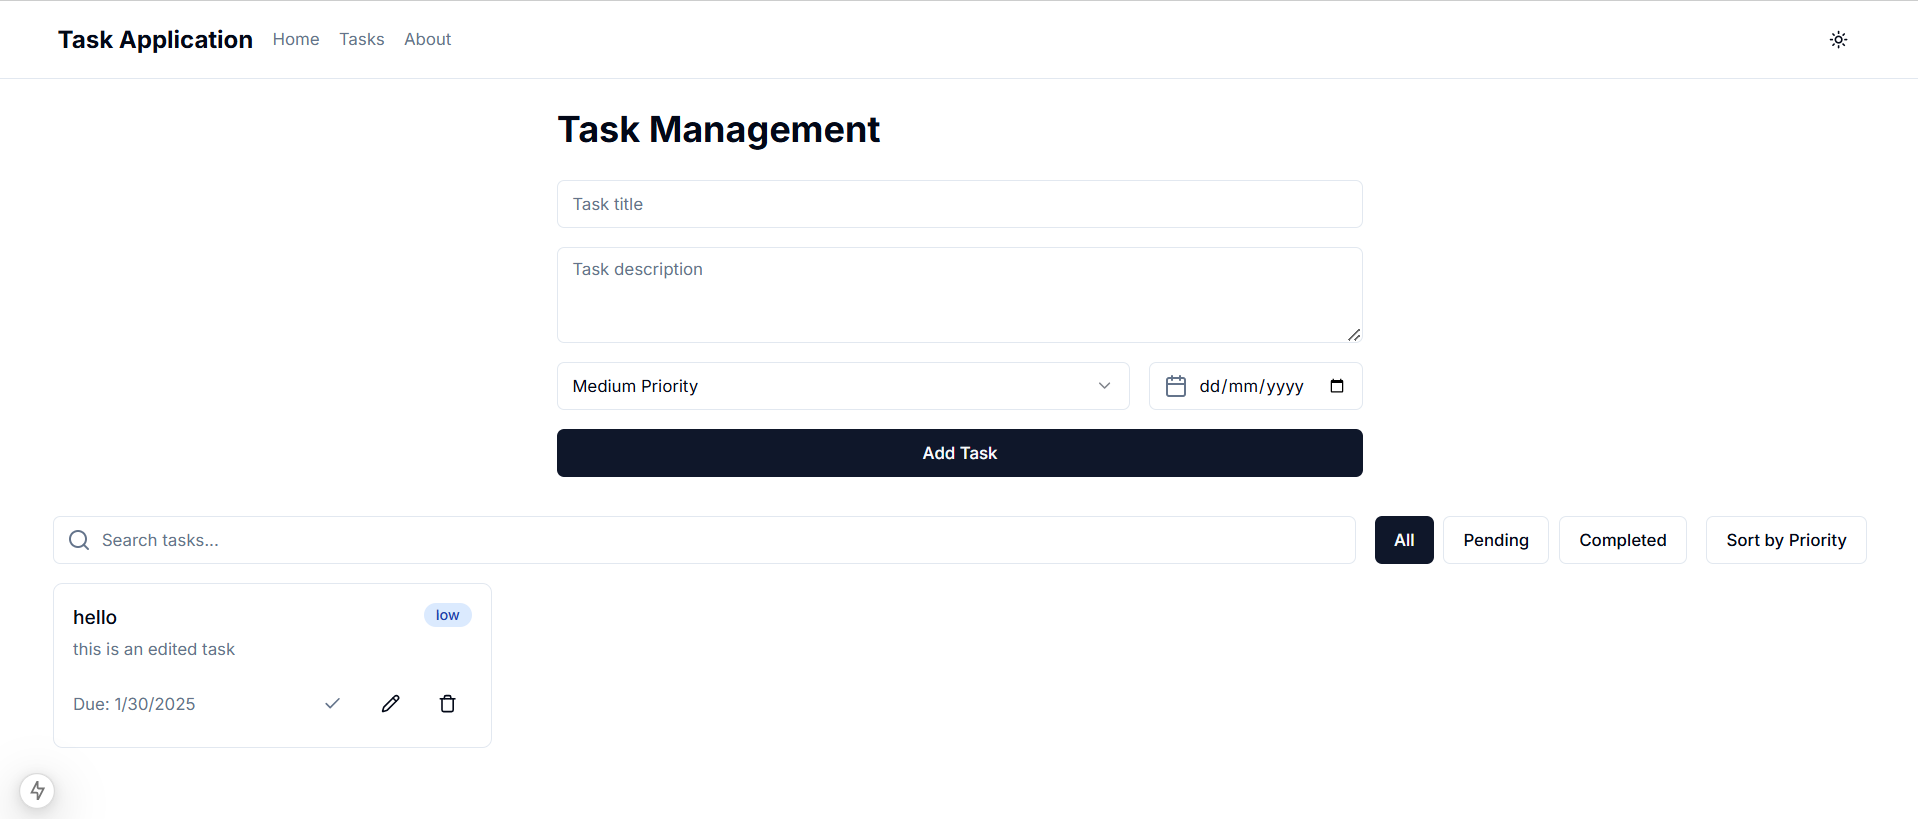 Task Application Home Tasks About
Task Management
Task title
Task description
Medium Priority dd/mm/yyyy
Add Task
Search tasks... All Pending Completed Sort by Priority
hello low
this is an edited task
Due: 1/30/2025